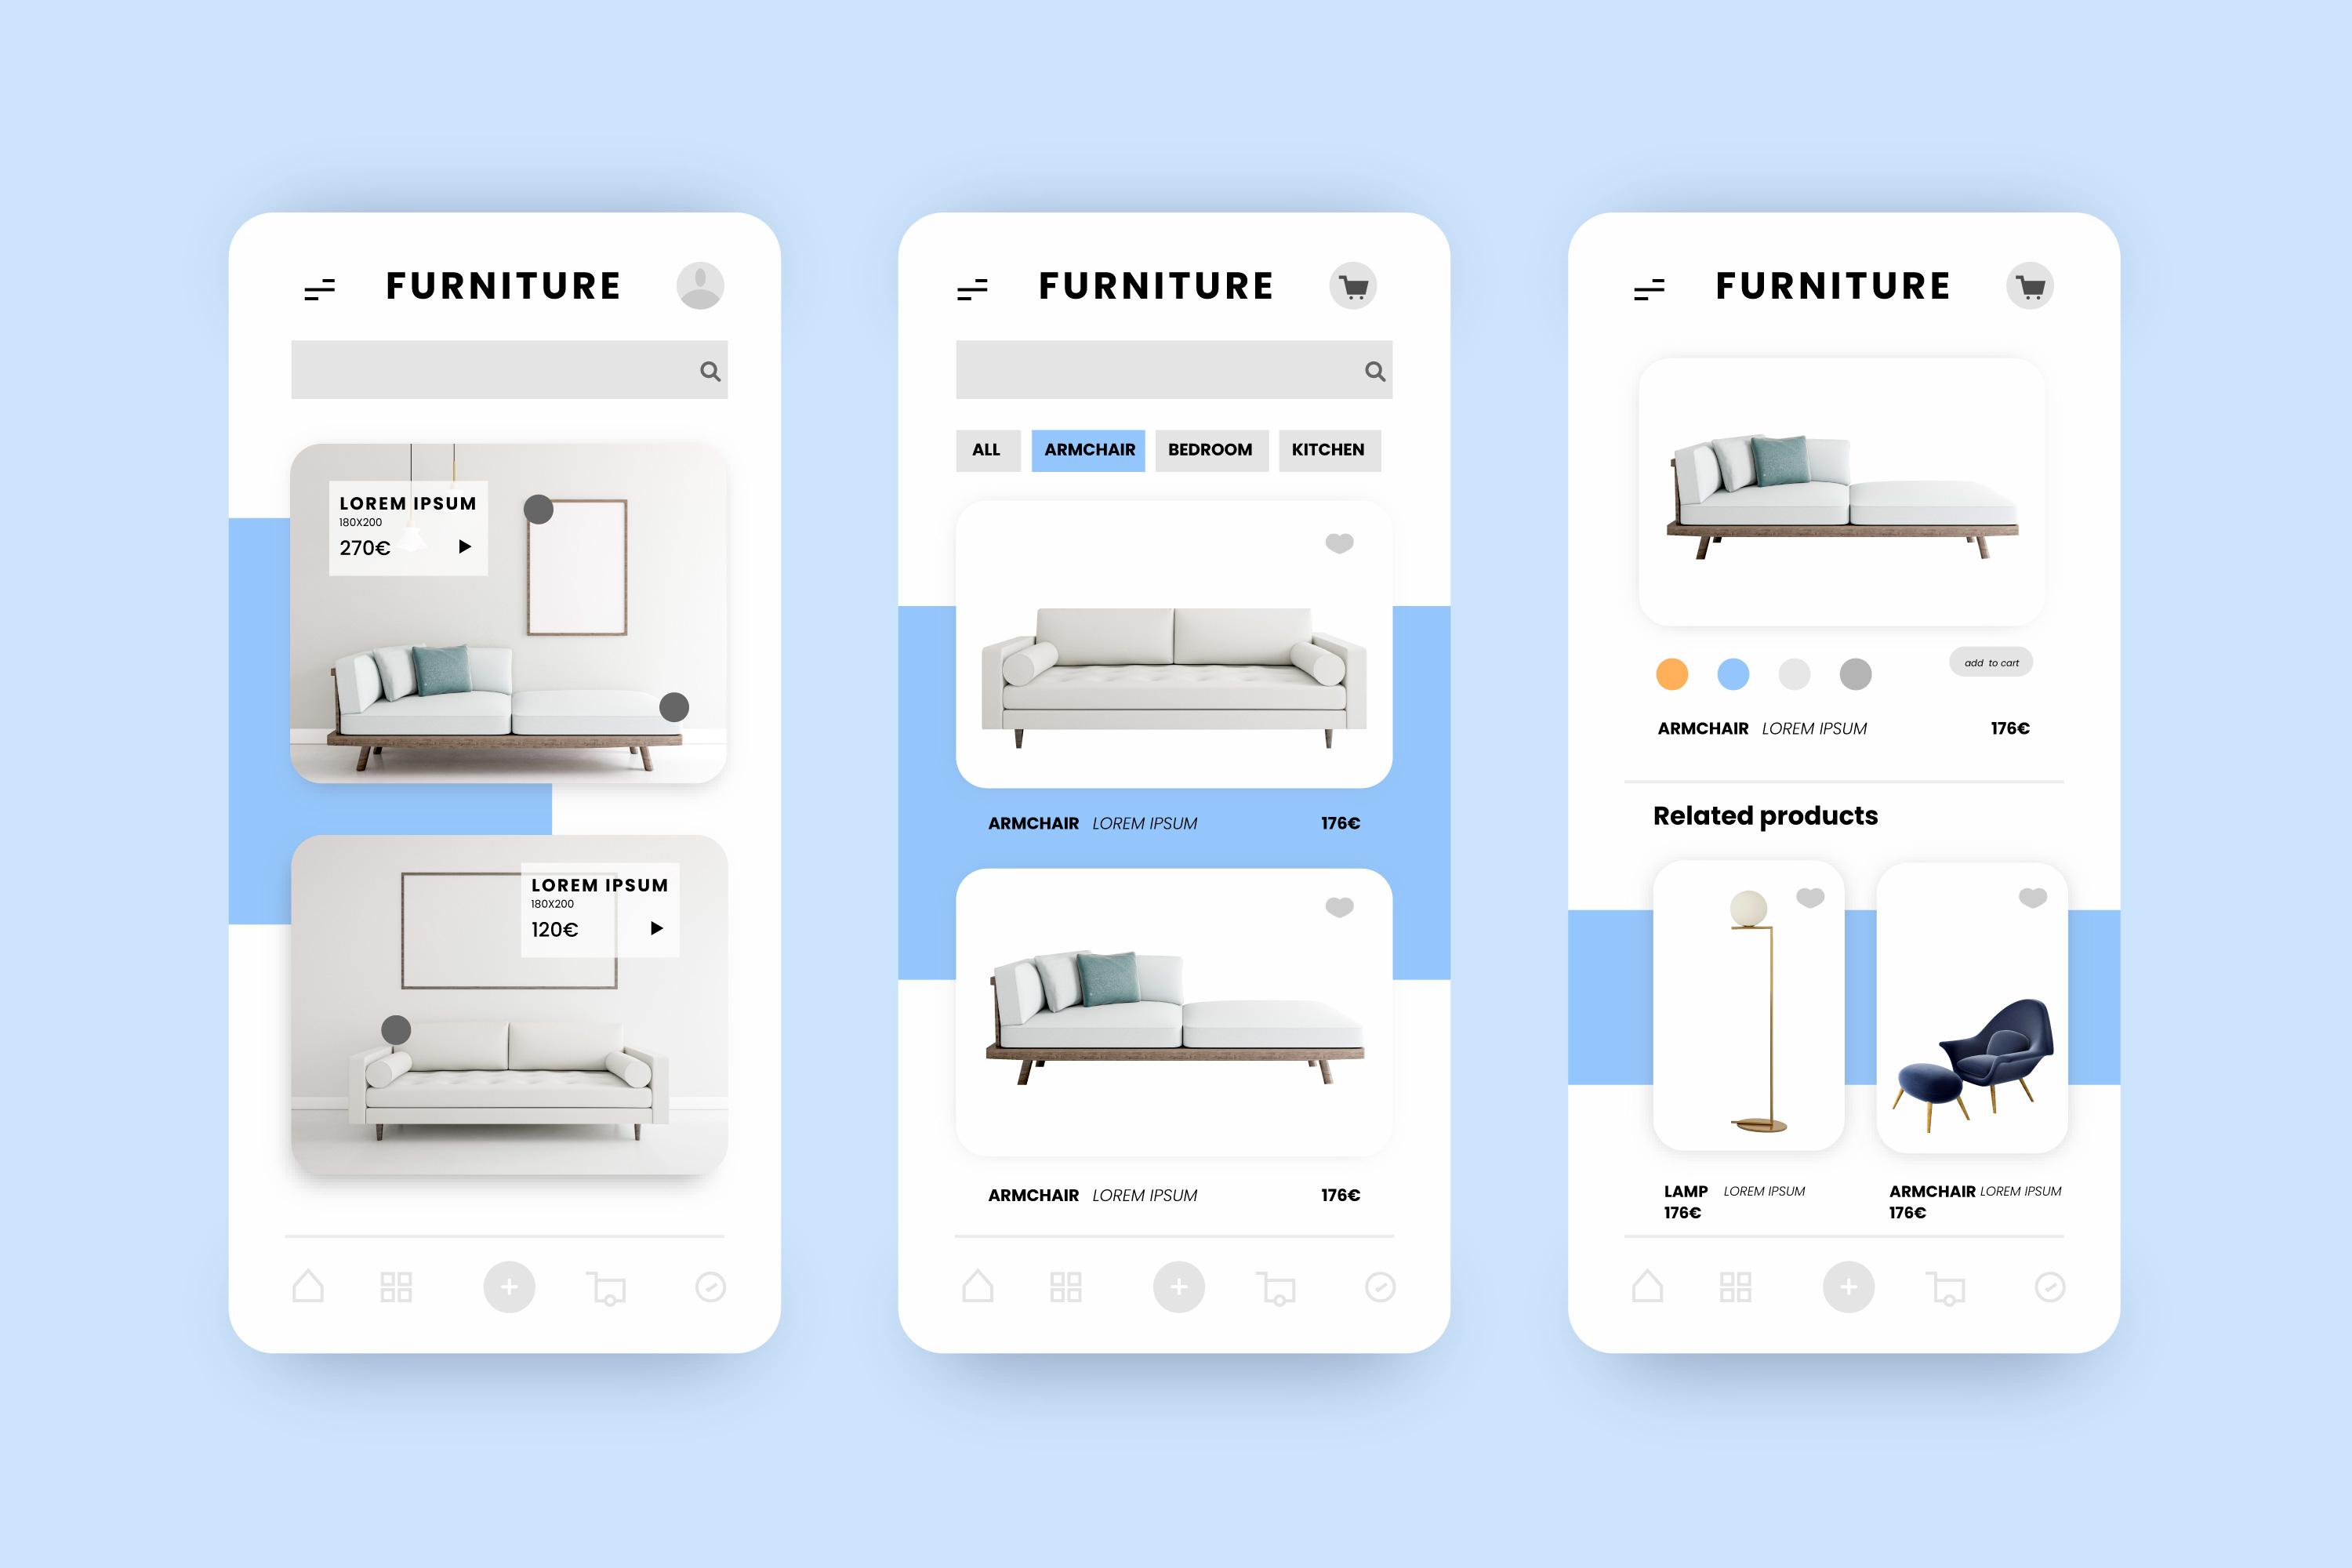 FURNITURE
LOREM IPSUM
180X200
270€
LOREM IPSUM
180X200
120€
FURNITURE
ALL ARMCHAIR BEDROOM KITCHEN
ARMCHAIR LOREM IPSUM 176€
ARMCHAIR LOREM IPSUM 176€
FURNITURE
add to cart
ARMCHAIR LOREM IPSUM 176€
Related products
LAMP LOREM IPSUM
176€
ARMCHAIR LOREM IPSUM
176€